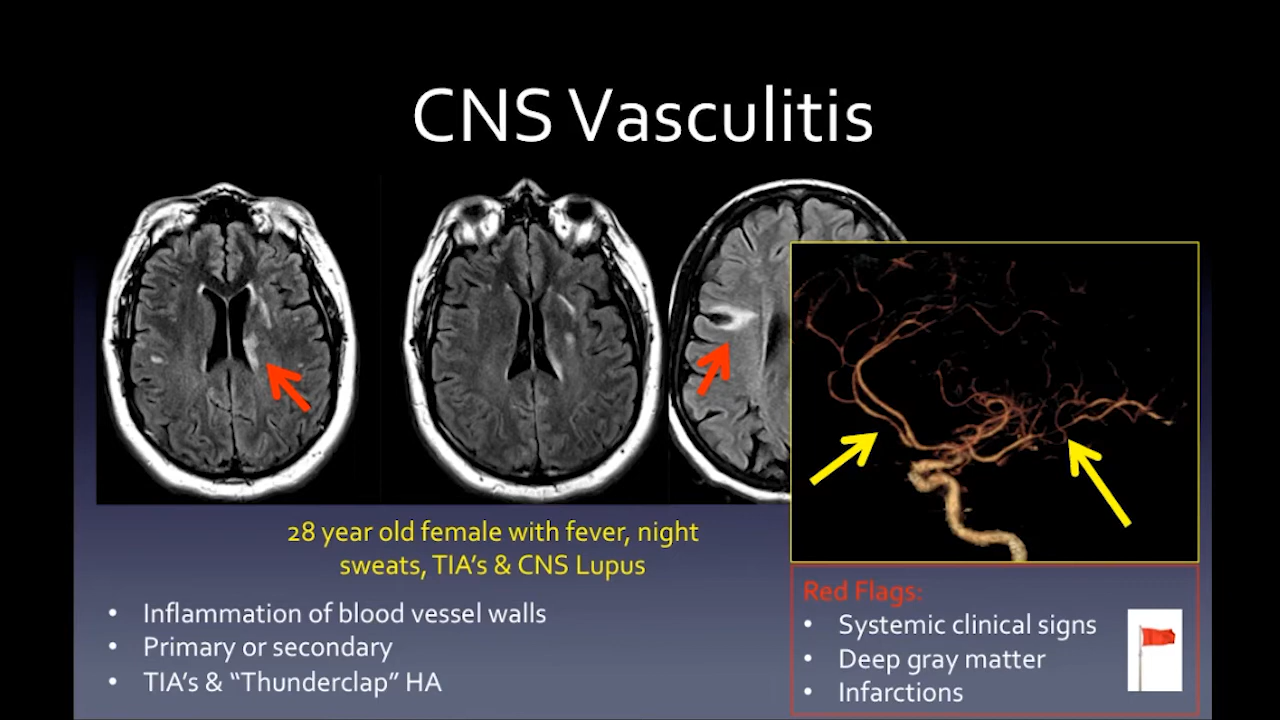 CNS Vasculitis
28 year old female with fever, night
sweats, TIA's & CNS Lupus
• Inflammation of blood vessel walls
• Primary or secondary
• TIA's & “Thunderclap” HA
Red Flags:
• Systemic clinical signs
• Deep gray matter
• Infarctions